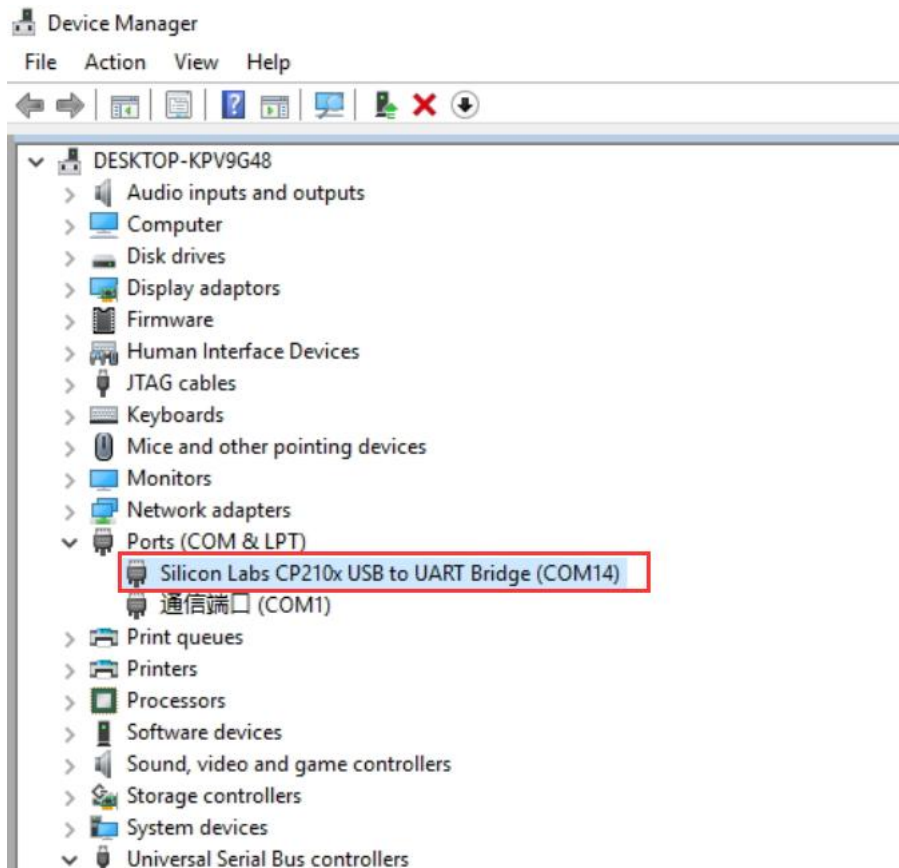 Device Manager
File Action View Help
DESKTOP-KPV9G48
Audio inputs and outputs
Computer
Disk drives
Display adaptors
Firmware
Human Interface Devices
JTAG cables
Keyboards
Mice and other pointing devices
Monitors
Network adapters
Ports (COM & LPT)
Silicon Labs CP210x USB to UART Bridge (COM14)
通信端口 (COM1)
Print queues
Printers
Processors
Software devices
Sound, video and game controllers
Storage controllers
System devices
Universal Serial Bus controllers